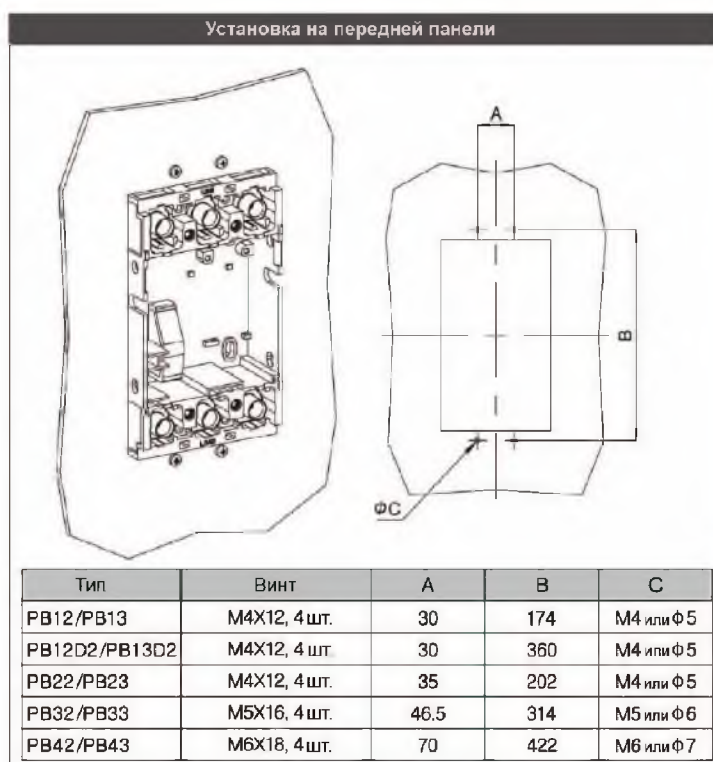 Установка на передней панели
A
B
ΦC
Тип Винт A B C
PB12/PB13 M4X12, 4 шт. 30 174 M4 или Φ5
PB12D2/PB13D2 M4X12, 4 шт 30 360 M4 или Φ5
PB22/PB23 M4X12, 4 шт. 35 202 M4 или Φ5
PB32/PB33 M5X16, 4 шт. 46.5 314 M5 или Φ6
PB42/PB43 M6X18, 4 шт. 70 422 M6 или Φ7